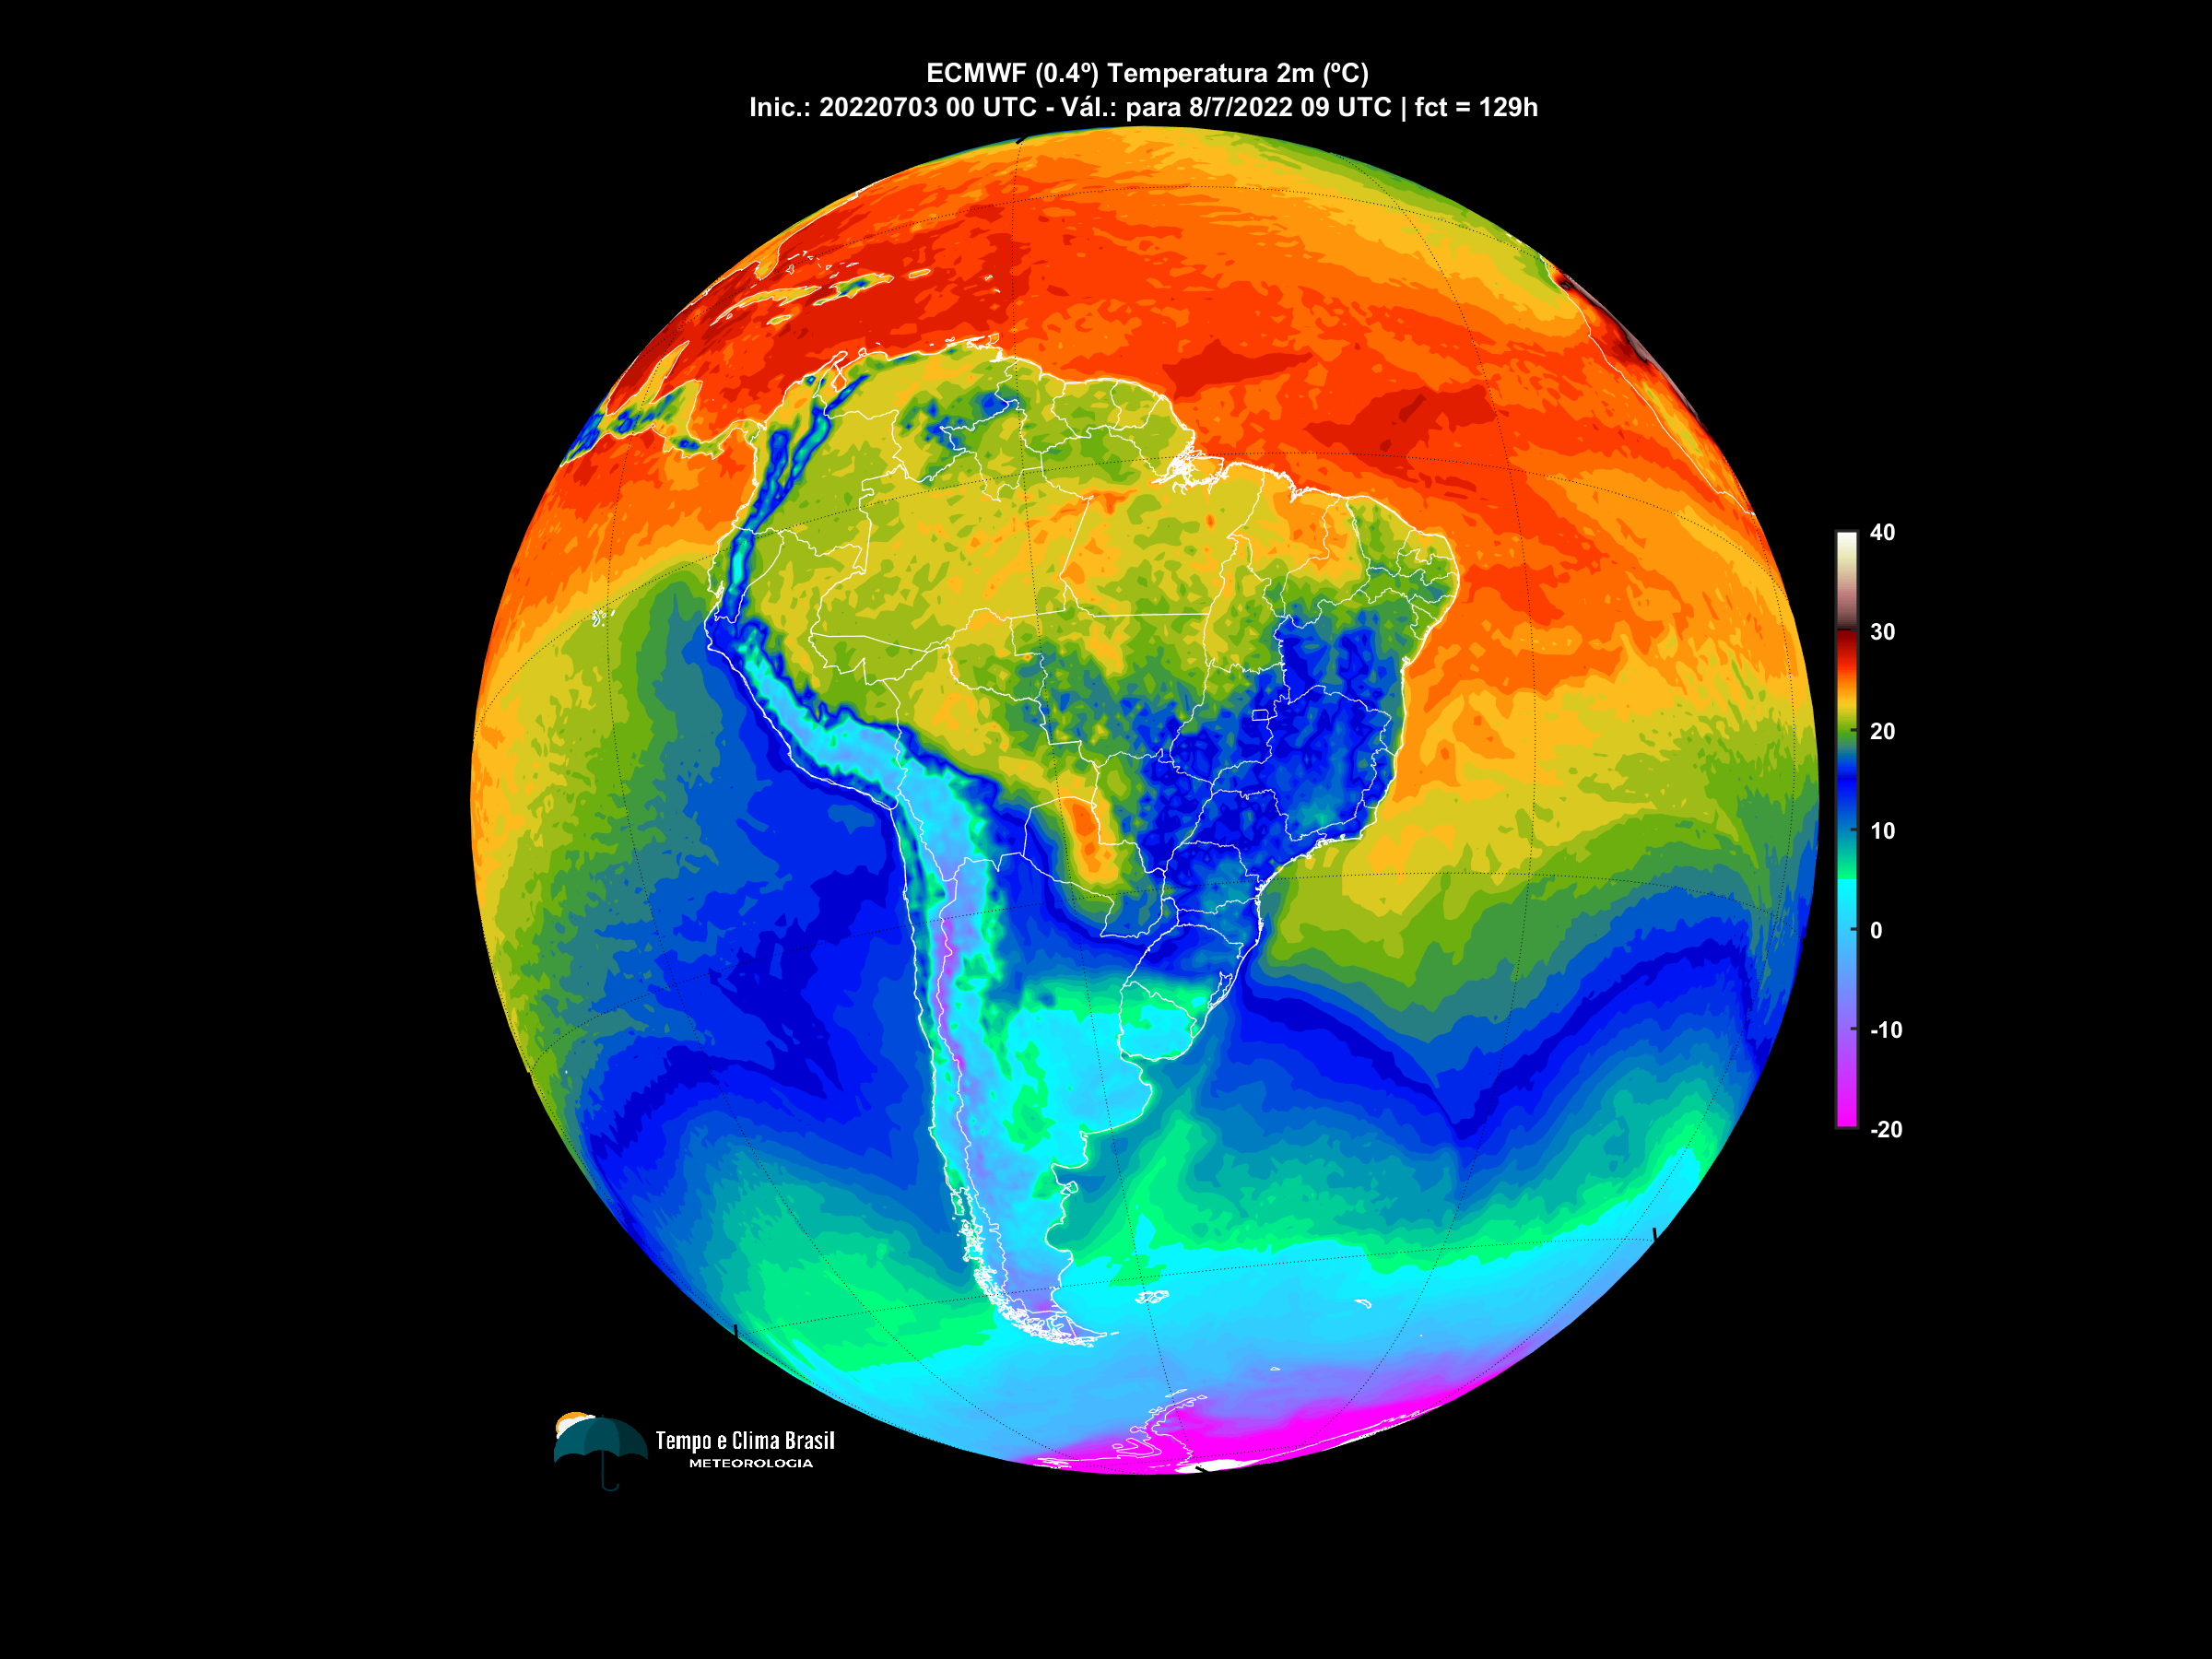 ECMWF (0.4º) Temperatura 2m (ºC)
Inic.: 20220703 00 UTC - Vál.: para 8/7/2022 09 UTC | fct = 129h
40
30
20
10
0
-10
-20
Tempo e Clima Brasil
METEOROLOGIA